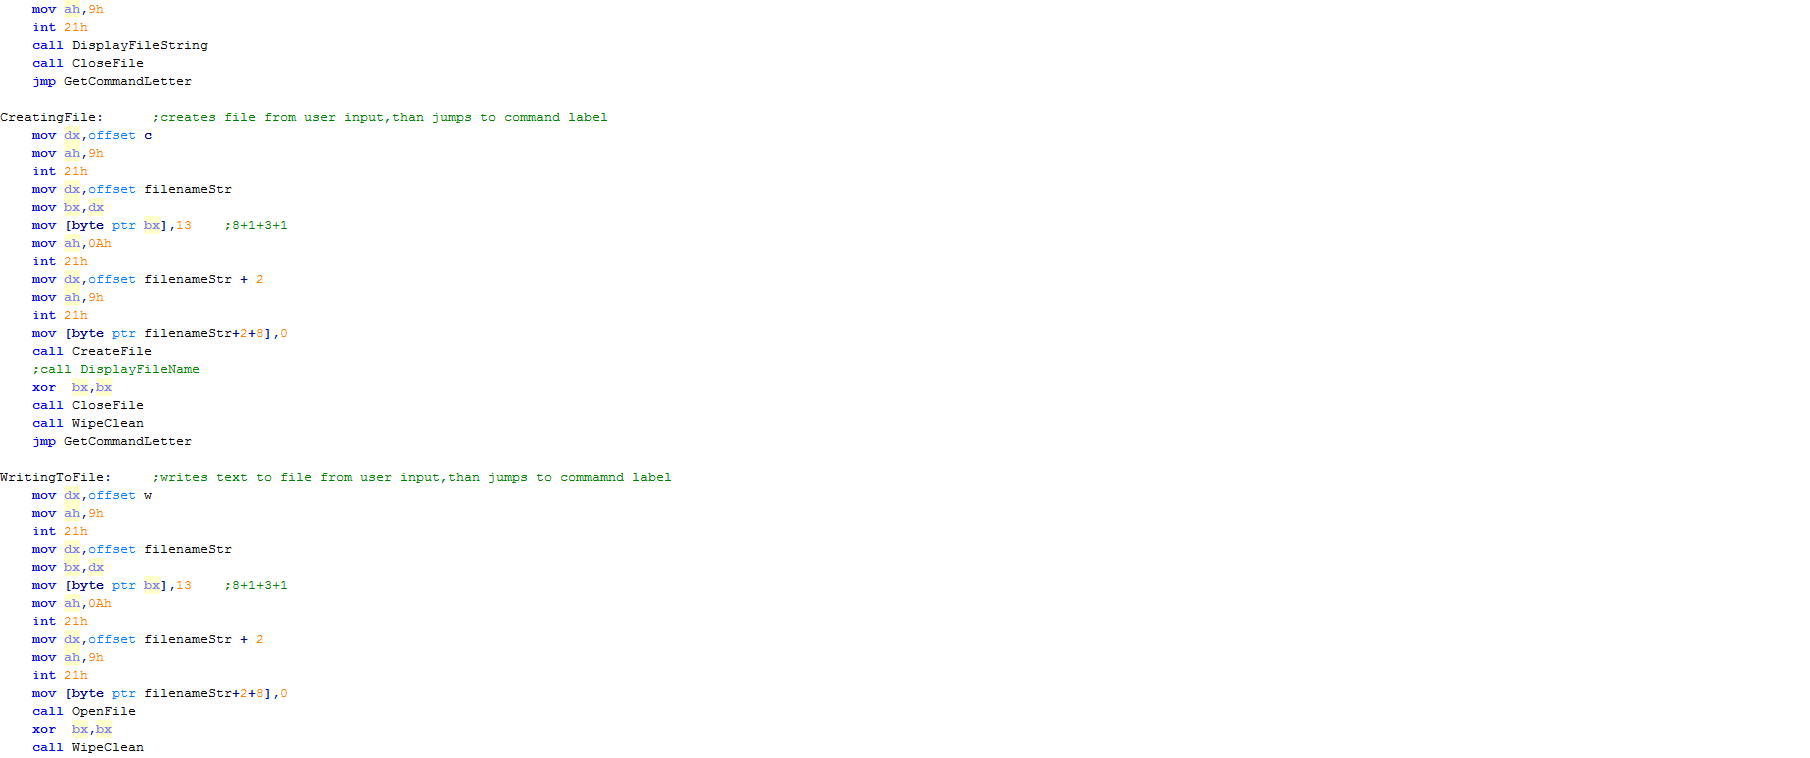 mov ah,9h
int 21h
call DisplayFileString
call CloseFile
jmp GetCommandLetter
CreatingFile: ;creates file from user input,than jumps to command label
mov dx,offset c
mov ah,9h
int 21h
mov dx,offset filenameStr
mov bx,dx
mov [byte ptr bx],13 ;8+1+3+1
mov ah,0Ah
int 21h
mov dx,offset filenameStr + 2
mov ah,9h
int 21h
mov [byte ptr filenameStr+2+8],0
call CreateFile
;call DisplayFileName
xor bx,bx
call CloseFile
call WipeClean
jmp GetCommandLetter
WritingToFile: ;writes text to file from user input,than jumps to commamnd label
mov dx,offset w
mov ah,9h
int 21h
mov dx,offset filenameStr
mov bx,dx
mov [byte ptr bx],13 ;8+1+3+1
mov ah,0Ah
int 21h
mov dx,offset filenameStr + 2
mov ah,9h
int 21h
mov [byte ptr filenameStr+2+8],0
call OpenFile
xor bx,bx
call WipeClean